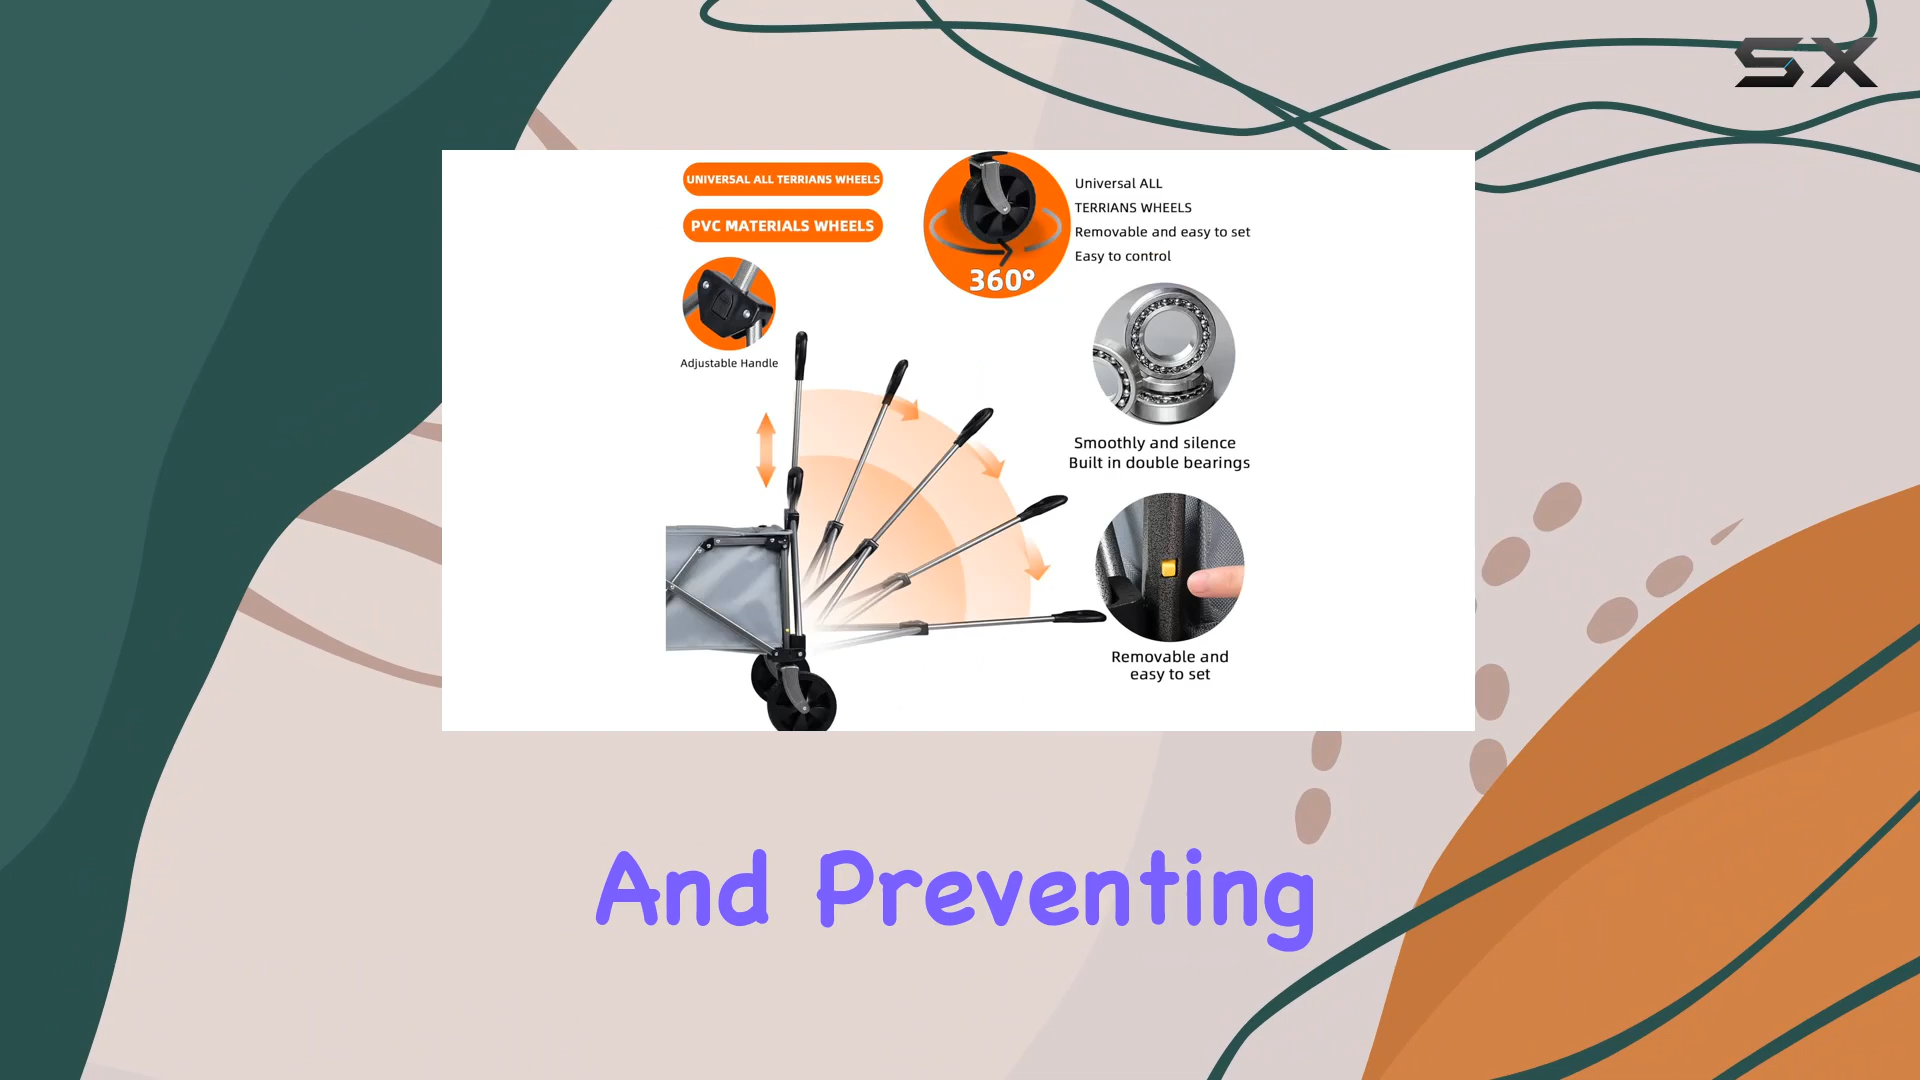 SX
UNIVERSAL ALL TERRIANS WHEELS
PVC MATERIALS WHEELS
360°
Universal ALL
TERRIANS WHEELS
Removable and easy to set
Easy to control
Adjustable Handle
Smoothly and silence
Built in double bearings
Removable and
easy to set
And Preventing